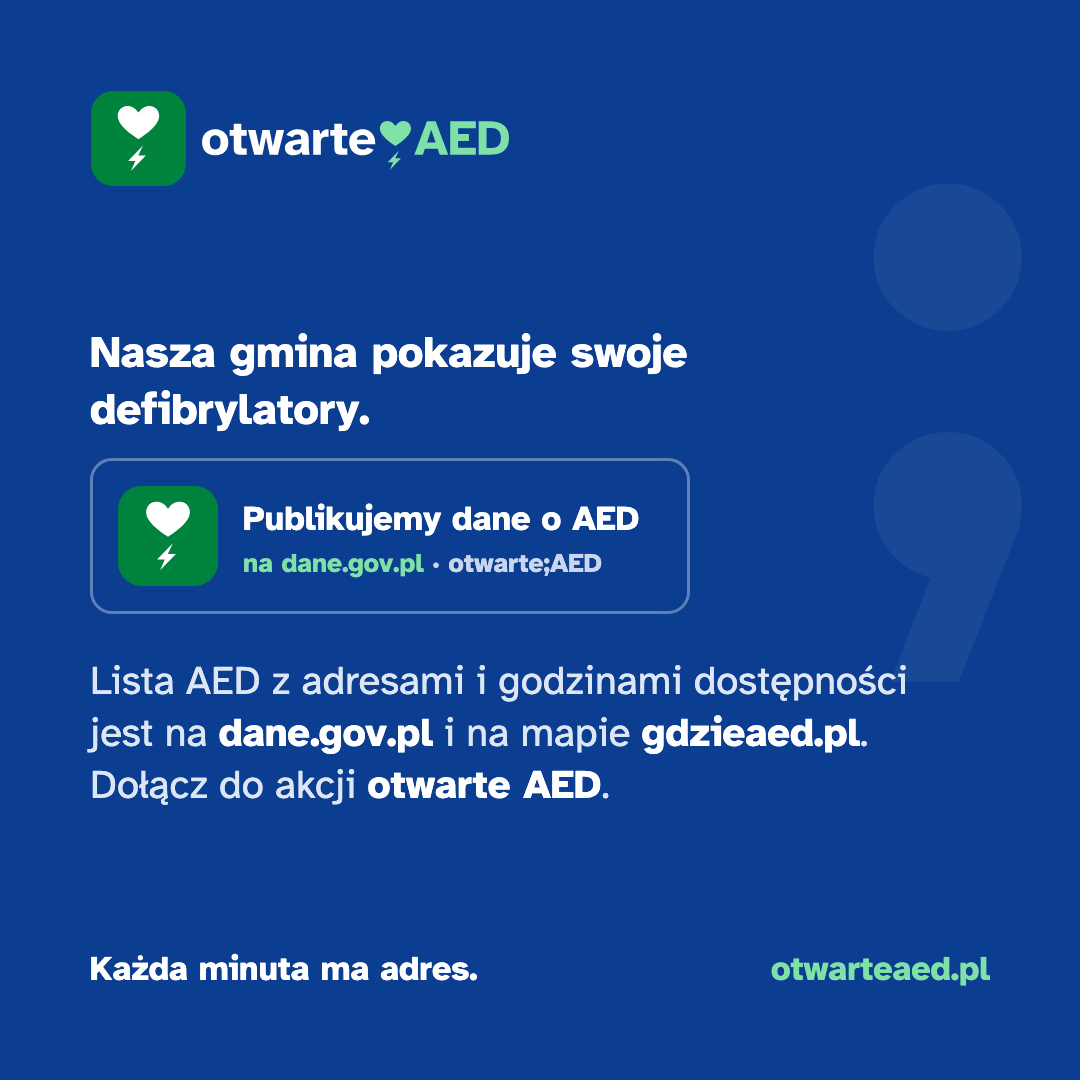 otwarte AED
Nasza gmina pokazuje swoje
defibrylatory.
Publikujemy dane o AED
na dane.gov.pl · otwarte;AED
Lista AED z adresami i godzinami dostępności
jest na dane.gov.pl i na mapie gdzieaed.pl.
Dołącz do akcji otwarte AED.
Każda minuta ma adres.
otwarteaed.pl